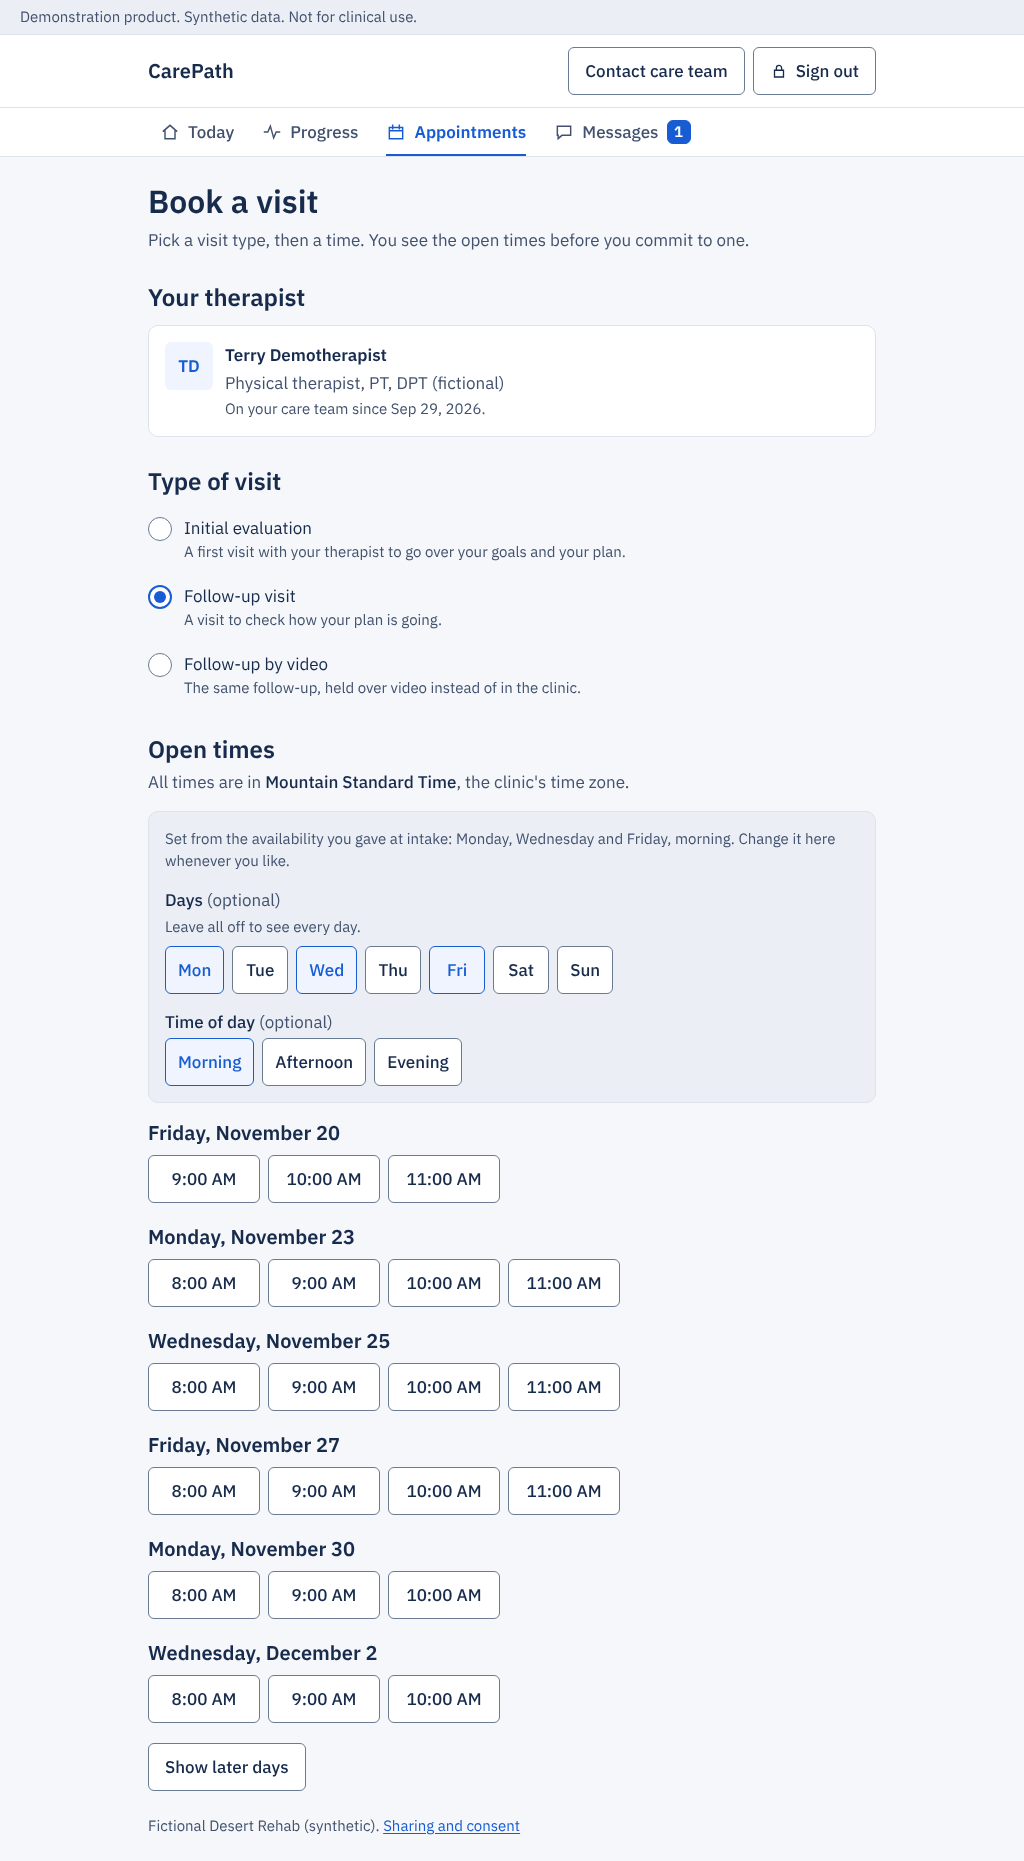 Demonstration product. Synthetic data. Not for clinical use.
CarePath
Contact care team
Sign out
Today
Progress
Appointments
Messages 1
Book a visit
Pick a visit type, then a time. You see the open times before you commit to one.
Your therapist
TD
Terry Demotherapist
Physical therapist, PT, DPT (fictional)
On your care team since Sep 29, 2026.
Type of visit
Initial evaluation
A first visit with your therapist to go over your goals and your plan.
Follow-up visit
A visit to check how your plan is going.
Follow-up by video
The same follow-up, held over video instead of in the clinic.
Open times
All times are in Mountain Standard Time, the clinic's time zone.
Set from the availability you gave at intake: Monday, Wednesday and Friday, morning. Change it here
whenever you like.
Days (optional)
Leave all off to see every day.
Mon Tue Wed Thu Fri Sat Sun
Time of day (optional)
Morning Afternoon Evening
Friday, November 20
9:00 AM 10:00 AM 11:00 AM
Monday, November 23
8:00 AM 9:00 AM 10:00 AM 11:00 AM
Wednesday, November 25
8:00 AM 9:00 AM 10:00 AM 11:00 AM
Friday, November 27
8:00 AM 9:00 AM 10:00 AM 11:00 AM
Monday, November 30
8:00 AM 9:00 AM 10:00 AM
Wednesday, December 2
8:00 AM 9:00 AM 10:00 AM
Show later days
Fictional Desert Rehab (synthetic). Sharing and consent